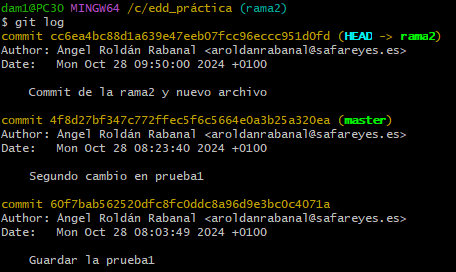 dam1@PC30 MINGW64 /c/edd_práctica (rama2)
$ git log
commit cc6ea4bc88d1a639e47eeb07fcc96eccc951d0fd (HEAD -> rama2)
Author: Angel Roldán Rabanal <aroldanrabanal@safareyes.es>
Date:   Mon Oct 28 09:50:00 2024 +0100
    Commit de la rama2 y nuevo archivo
commit 4f8d27bf347c772ffec5f6c5664e0a3b25a320ea (master)
Author: Angel Roldán Rabanal <aroldanrabanal@safareyes.es>
Date:   Mon Oct 28 08:23:40 2024 +0100
    Segundo cambio en prueba1
commit 60f7bab562520dfc8fc0ddc8a96d9e3bc0c4071a
Author: Angel Roldán Rabanal <aroldanrabanal@safareyes.es>
Date:   Mon Oct 28 08:03:49 2024 +0100
    Guardar la prueba1